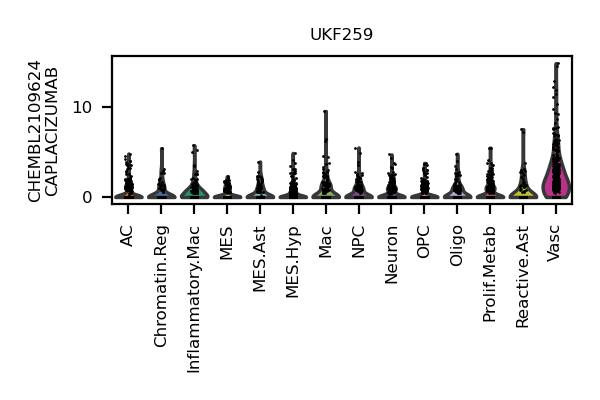 UKF259
CHEMBL2109624
CAPLACIZUMAB
10
0
AC
Chromatin.Reg
Inflammatory.Mac
MES
MES.Ast
MES.Hyp
Mac
NPC
Neuron
OPC
Oligo
Prolif.Metab
Reactive.Ast
Vasc